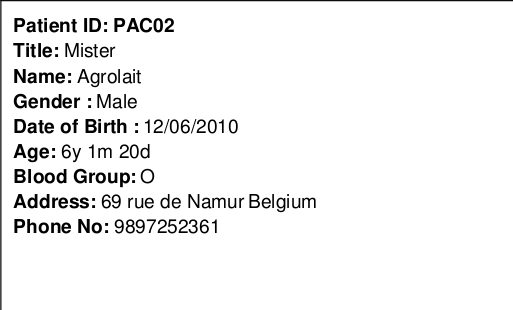 Patient ID: PAC02
Title: Mister
Name: Agrolait
Gender : Male
Date of Birth : 12/06/2010
Age: 6y 1m 20d
Blood Group: O
Address: 69 rue de Namur Belgium
Phone No: 9897252361